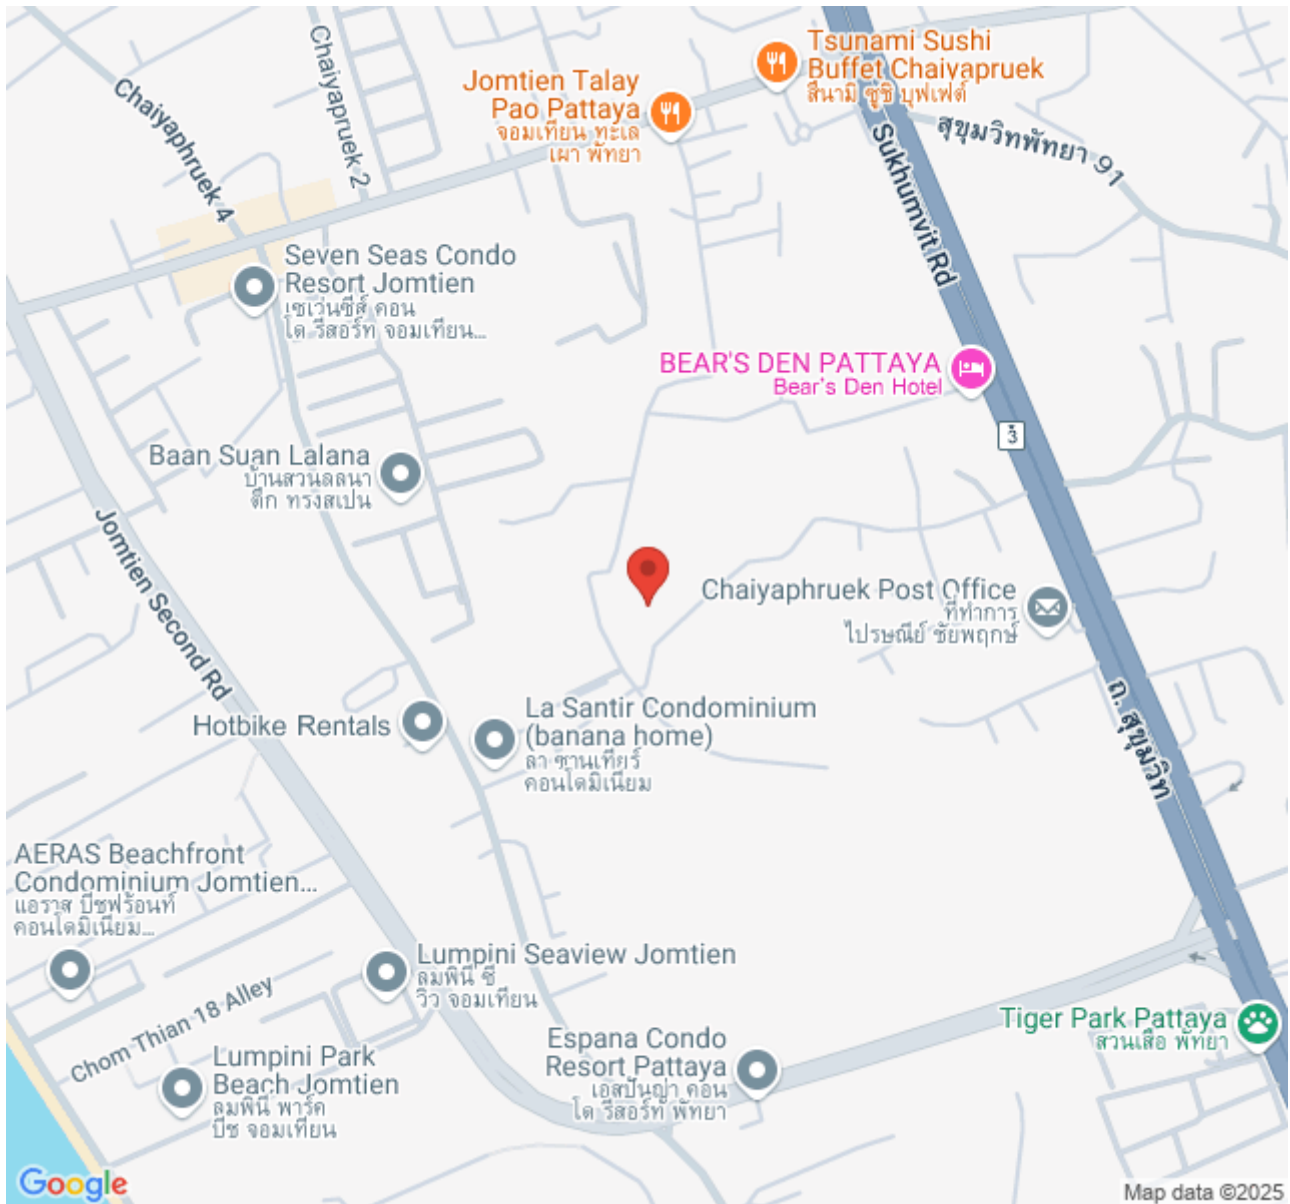 Tsunami Sushi
Buffet Chaiyapruek
สึนามิ ซูชิ บุฟเฟต์
Jomtien Talay
Pao Pattaya
จอมเทียน ทะเล
เผา พัทยา
Chaiyapruek 2
Chaiyaphruek 4
สุขุมวิทพัทยา 91
Sukhumvit Rd
Seven Seas Condo
Resort Jomtien
เซเว่นซีส์ คอน
โด รีสอร์ท จอมเทียน...
BEAR'S DEN PATTAYA
Bear's Den Hotel
3
Baan Suan Lalana
บ้านสวนลลนา
ตึก ทรงสเปน
Jomtien Second Rd
Chaiyaphruek Post Office
ที่ทำการ
ไปรษณีย์ ชัยพฤกษ์
ถ. สุขุมวิท
Hotbike Rentals
La Santir Condominium
(banana home)
ลา ซานเทียร์
คอนโดมิเนียม
AERAS Beachfront
Condominium Jomtien...
แอราส บีชฟร้อนท์
คอนโดมิเนียม...
Lumpini Seaview Jomtien
ลุมพินี ซี
วิว จอมเทียน
Chom Thian 18 Alley
Tiger Park Pattaya
สวนเสือ พัทยา
Espana Condo
Resort Pattaya
เอสปันญ่า คอน
โด รีสอร์ท พัทยา
Lumpini Park
Beach Jomtien
ลุมพินี พาร์ค
บีช จอมเทียน
Google
Map data ©2025